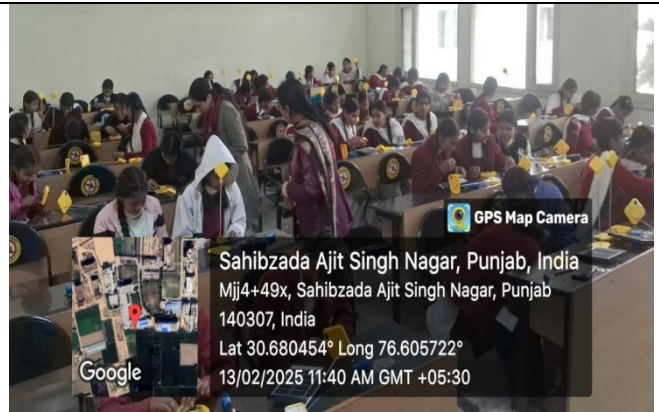 GPS Map Camera
Sahibzada Ajit Singh Nagar, Punjab, India
Mjj4+49x, Sahibzada Ajit Singh Nagar, Punjab
140307, India
Lat 30.680454° Long 76.605722°
13/02/2025 11:40 AM GMT +05:30
Google